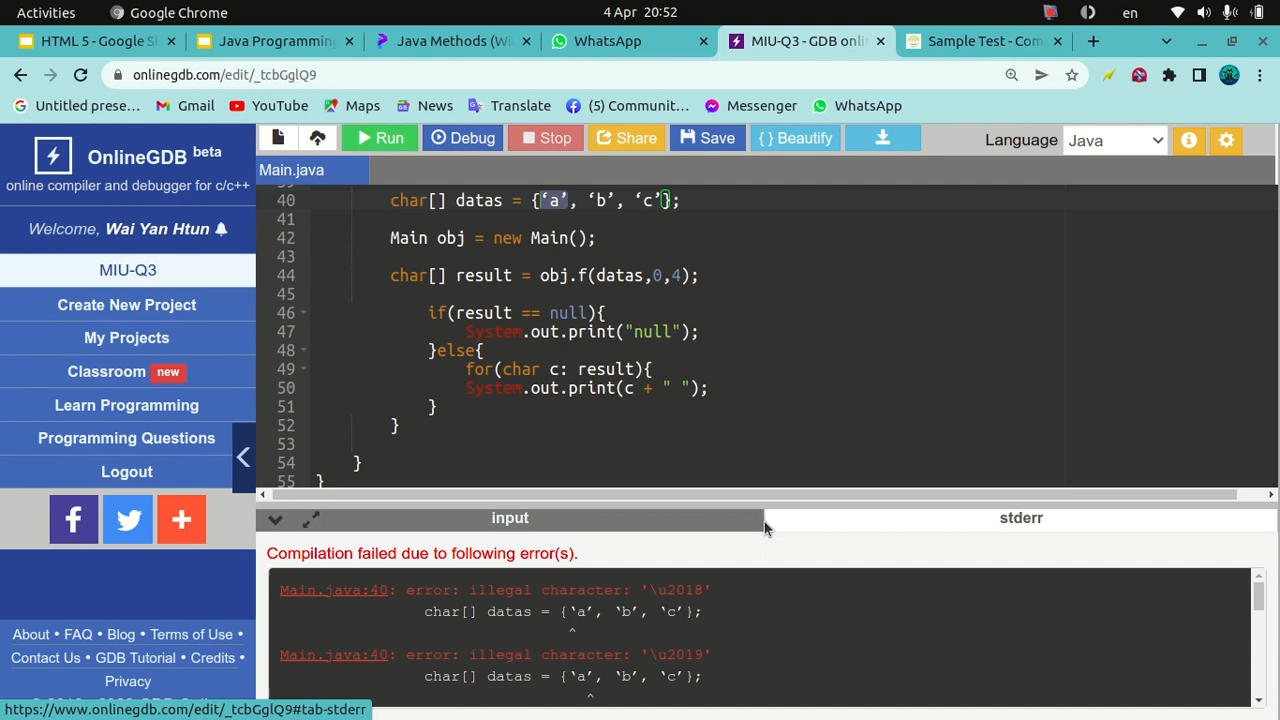 Activities Google Chrome 4 Apr 20:52 en
HTML 5 - Google Sl Java Programming Java Methods (Wi WhatsApp MIU-Q3 - GDB onlin Sample Test - Com
onlinegdb.com/edit/_tcbGglQ9
Untitled prese... Gmail YouTube Maps News Translate (5) Communit... Messenger WhatsApp
OnlineGDB beta
online compiler and debugger for c/c++
Welcome, Wai Yan Htun
MIU-Q3
Create New Project
My Projects
Classroom new
Learn Programming
Programming Questions
Logout
About • FAQ • Blog • Terms of Use •
Contact Us • GDB Tutorial • Credits •
Privacy
https://www.onlinegdb.com/edit/_tcbGglQ9#tab-stderr
Run Debug Stop Share Save { } Beautify Language Java
Main.java
39
40 char[] datas = {‘a’, ‘b’, ‘c’};
41
42 Main obj = new Main();
43
44 char[] result = obj.f(datas,0,4);
45
46 if(result == null){
47 System.out.print("null");
48 }else{
49 for(char c: result){
50 System.out.print(c + " ");
51 }
52 }
53
54 }
55 }
input stderr
Compilation failed due to following error(s).
Main.java:40: error: illegal character: '\u2018'
char[] datas = {‘a’, ‘b’, ‘c’};
^
Main.java:40: error: illegal character: '\u2019'
char[] datas = {‘a’, ‘b’, ‘c’};
^